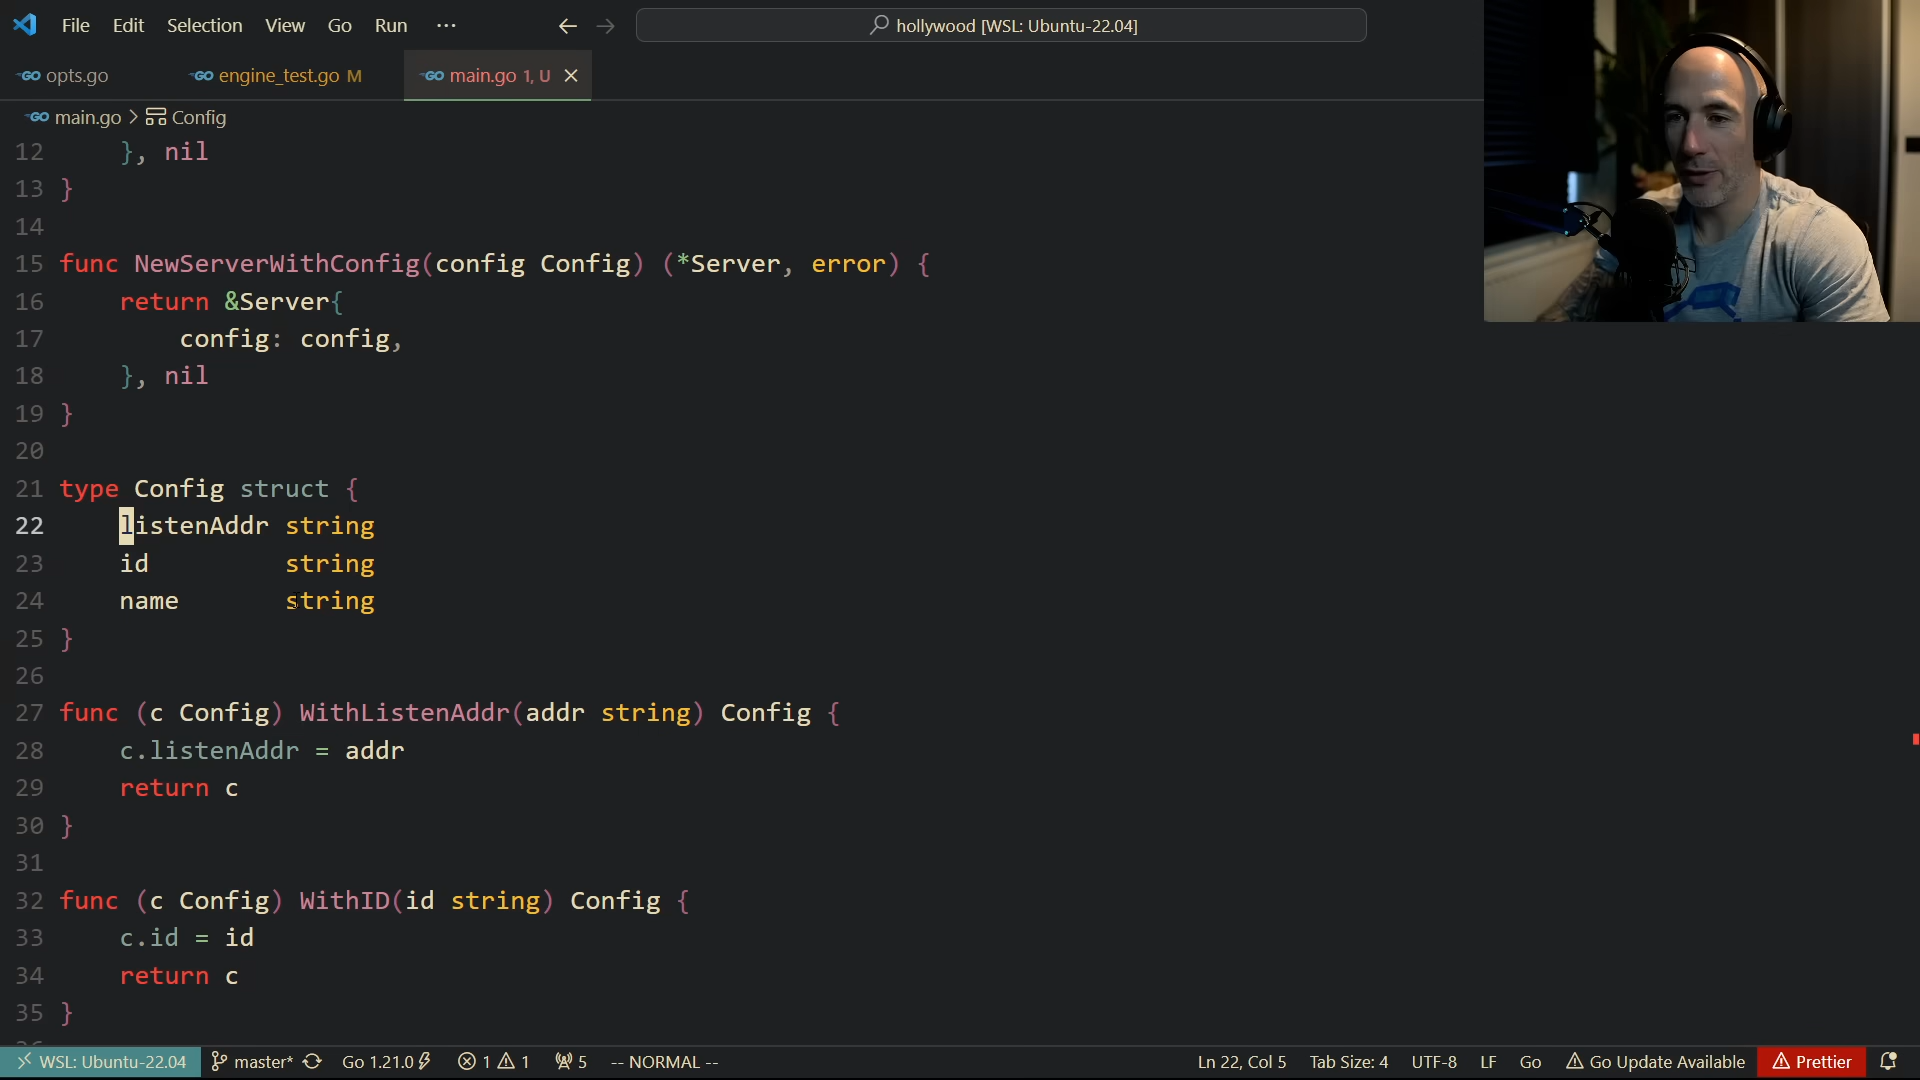 File Edit Selection View Go Run ··· hollywood [WSL: Ubuntu-22.04]
opts.go engine_test.go M main.go 1, U
main.go > Config
12 }, nil
13 }
14
15 func NewServerWithConfig(config Config) (*Server, error) {
16 return &Server{
17 config: config,
18 }, nil
19 }
20
21 type Config struct {
22 listenAddr string
23 id string
24 name string
25 }
26
27 func (c Config) WithListenAddr(addr string) Config {
28 c.listenAddr = addr
29 return c
30 }
31
32 func (c Config) WithID(id string) Config {
33 c.id = id
34 return c
35 }
WSL: Ubuntu-22.04 master* Go 1.21.0 1 1 5 -- NORMAL -- Ln 22, Col 5 Tab Size: 4 UTF-8 LF Go Go Update Available Prettier